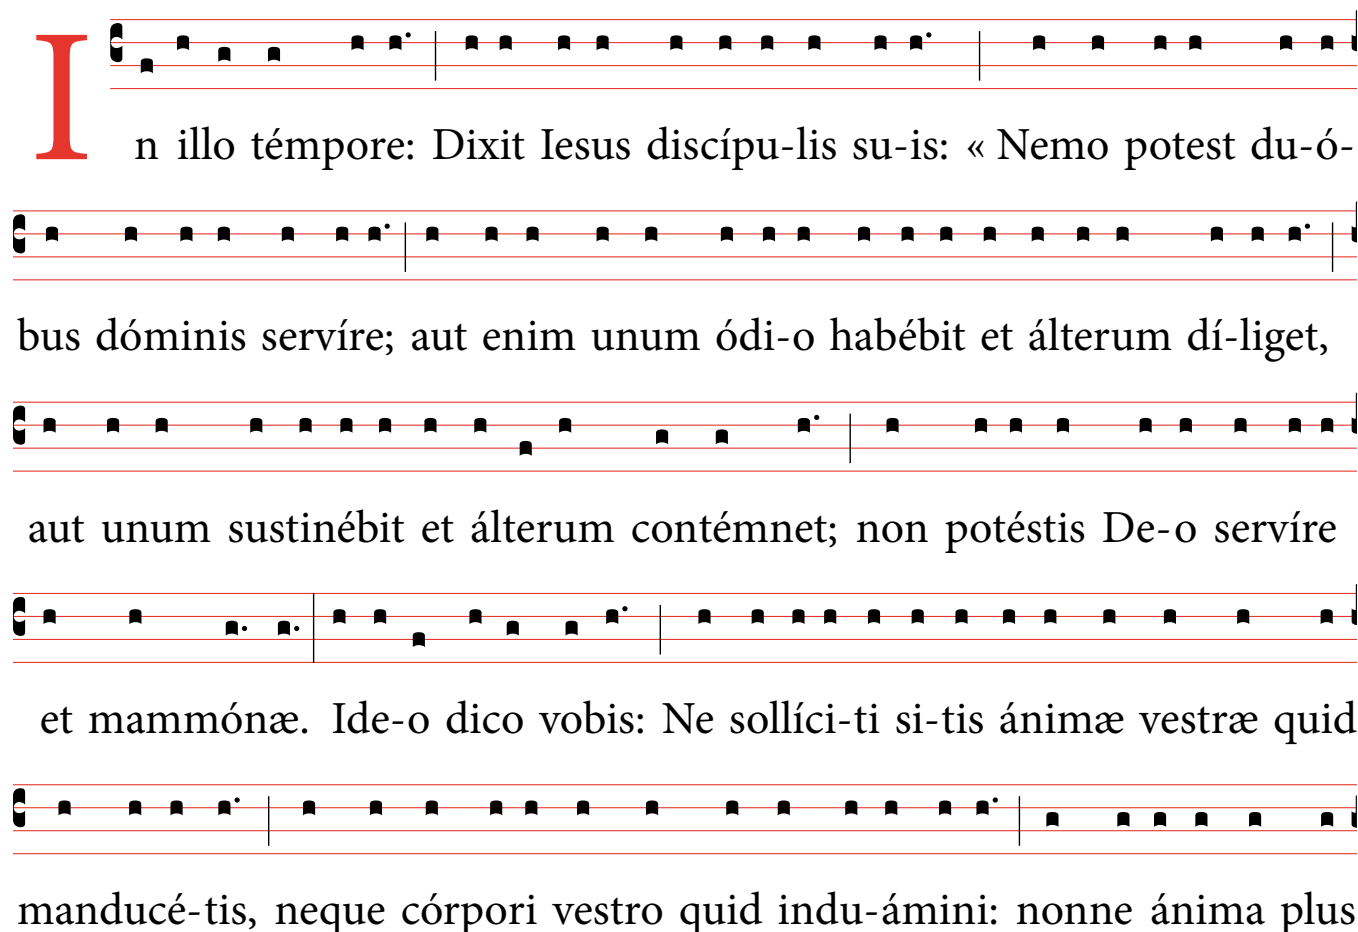 In illo témpore: Dixit Iesus discípu-lis su-is: « Nemo potest du-ó-
bus dóminis servíre; aut enim unum ódi-o habébit et álterum dí-liget,
aut unum sustinébit et álterum contémnet; non potéstis De-o servíre
et mammónæ. Ide-o dico vobis: Ne sollíci-ti si-tis ánimæ vestræ quid
manducé-tis, neque córpori vestro quid indu-ámini: nonne ánima plus